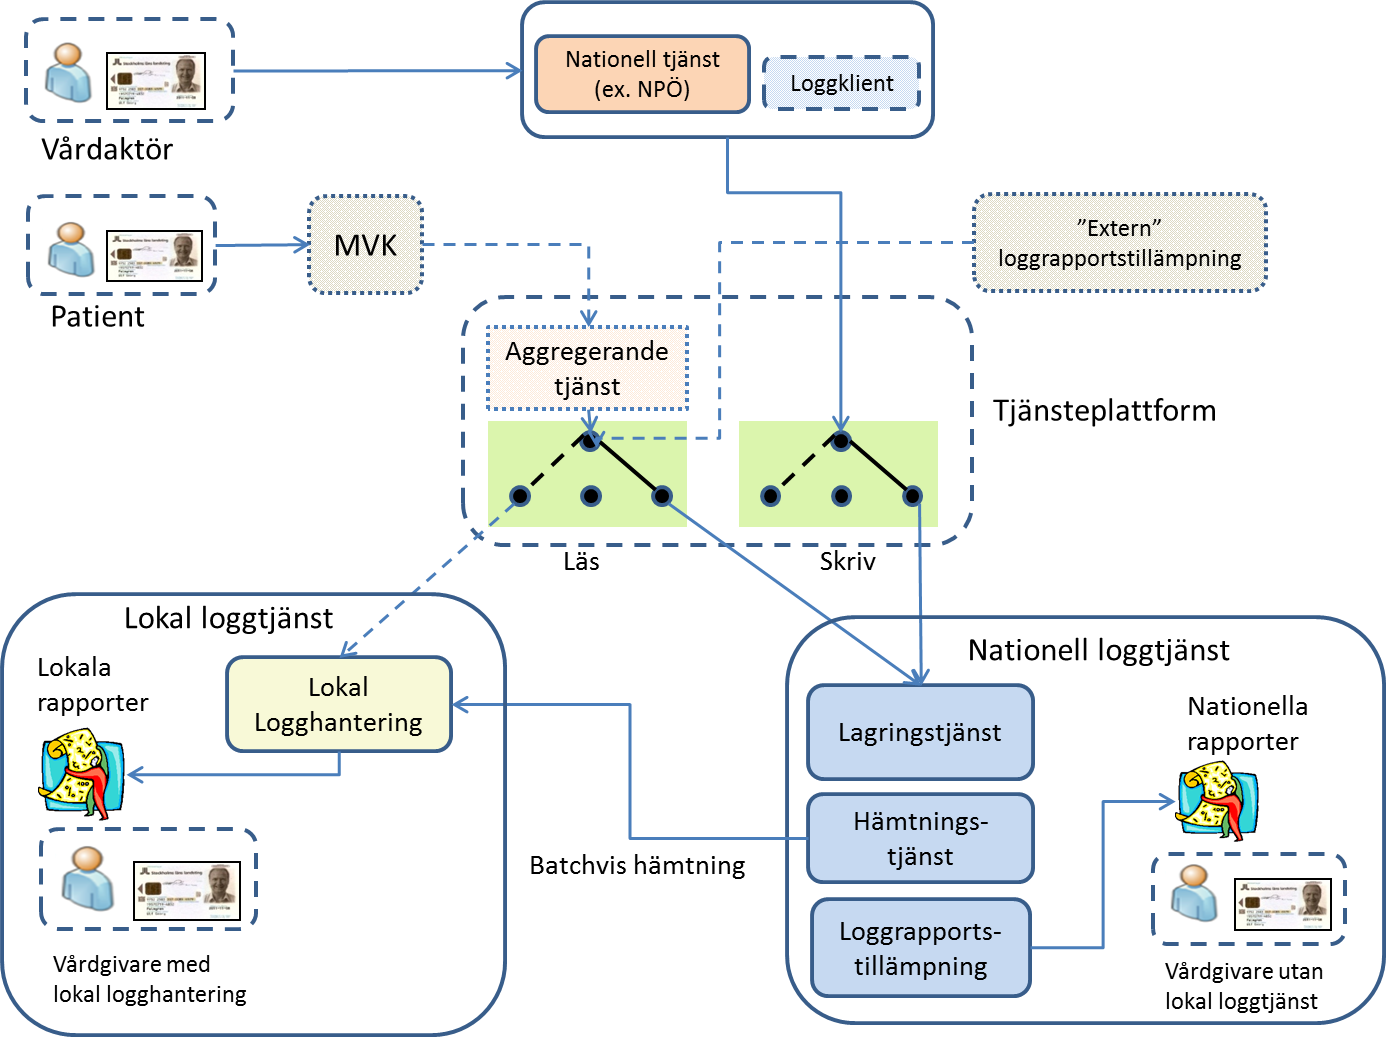 Vårdaktör
Nationell tjänst
(ex. NPÖ)
Loggklient
Patient
MVK
”Extern”
loggrapportstillämpning
Aggregerande
tjänst
Tjänsteplattform
Läs
Skriv
Lokal loggtjänst
Lokala
rapporter
Lokal
Logghantering
Vårdgivare med
lokal logghantering
Batchvis hämtning
Nationell loggtjänst
Lagringstjänst
Hämtnings-
tjänst
Loggrapports-
tillämpning
Nationella
rapporter
Vårdgivare utan
lokal loggtjänst